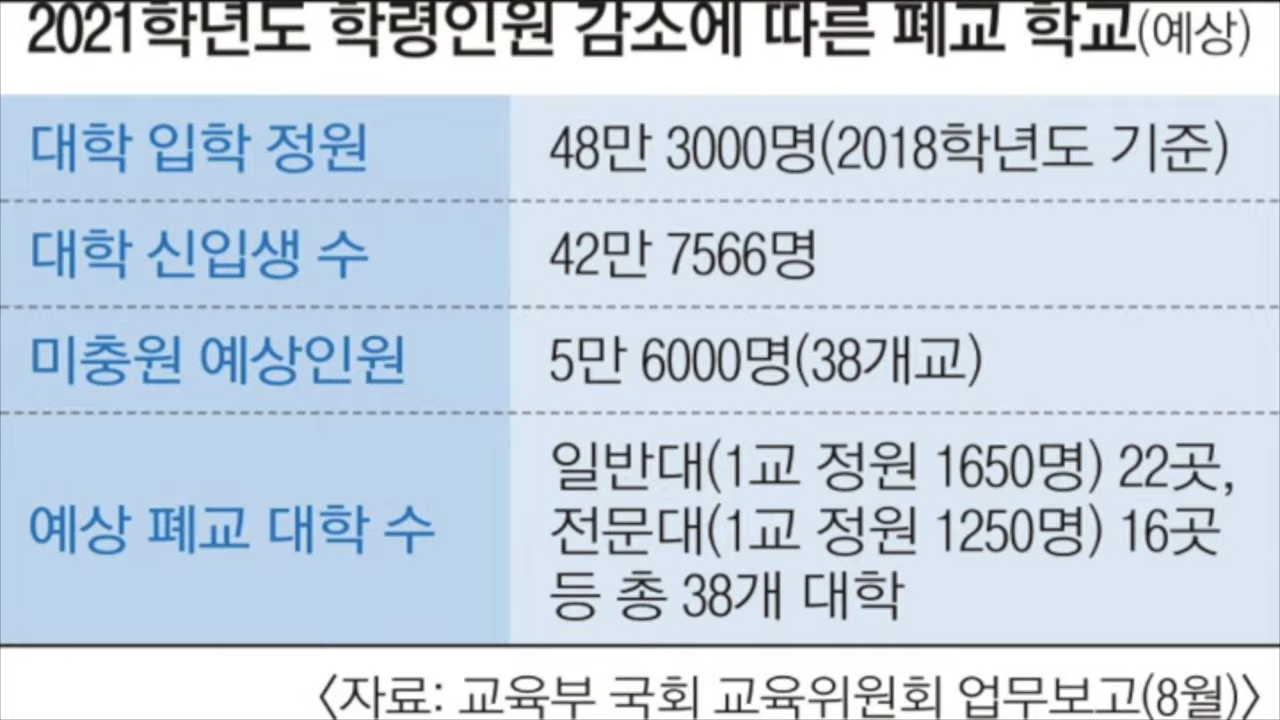 2021학년도 학령인원 감소에 따른 폐교 학교(예상)
대학 입학 정원 48만 3000명(2018학년도 기준)
대학 신입생 수 42만 7566명
미충원 예상인원 5만 6000명(38개교)
예상 폐교 대학 수 일반대(1교 정원 1650명) 22곳,
전문대(1교 정원 1250명) 16곳
등 총 38개 대학
〈자료: 교육부 국회 교육위원회 업무보고(8월)〉